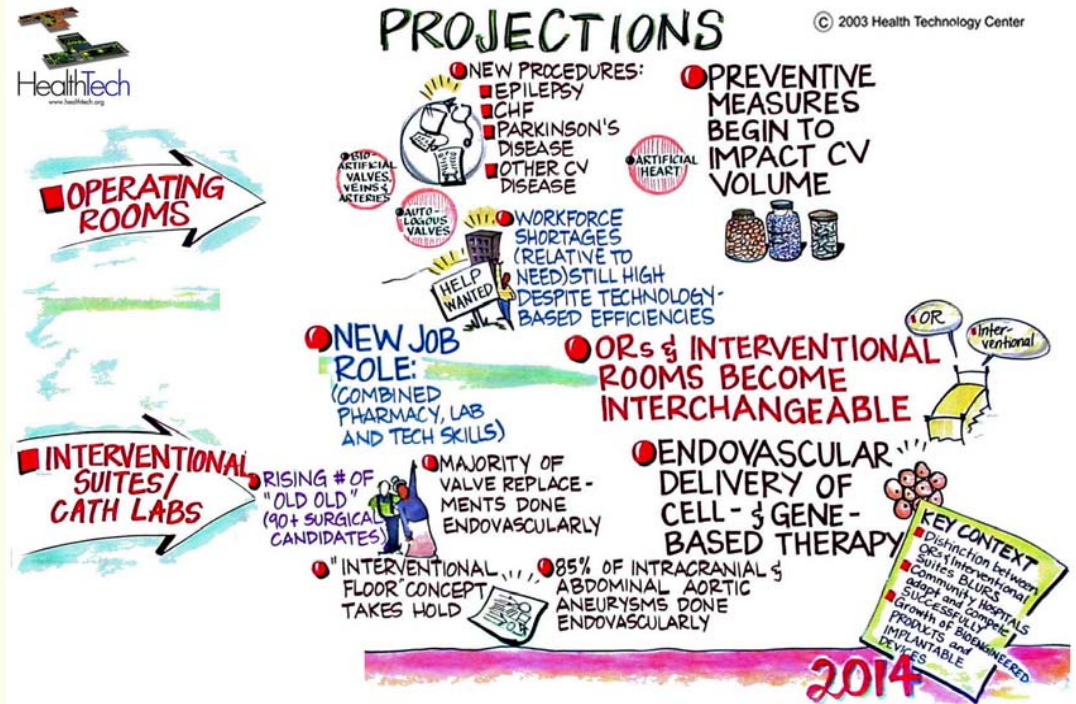 PROJECTIONS
© 2003 Health Technology Center
HealthTech
www.healthtech.org
OPERATING
ROOMS
NEW PROCEDURES:
EPILEPSY
CHF
PARKINSON'S
DISEASE
OTHER CV
DISEASE
BIO-
ARTIFICIAL
VALVES,
VEINS &
ARTERIES
AUTO-
LOGOUS
VALVES
ARTIFICIAL
HEART
PREVENTIVE
MEASURES
BEGIN TO
IMPACT CV
VOLUME
WORKFORCE
SHORTAGES
(RELATIVE TO
NEED) STILL HIGH
DESPITE TECHNOLOGY-
BASED EFFICIENCIES
HELP
WANTED
NEW JOB
ROLE:
(COMBINED
PHARMACY, LAB
AND TECH SKILLS)
ORs & INTERVENTIONAL
ROOMS BECOME
INTERCHANGEABLE
OR
Inter-
ventional
INTERVENTIONAL
SUITES/
CATH LABS
RISING # OF
"OLD OLD"
(90+ SURGICAL
CANDIDATES)
MAJORITY OF
VALVE REPLACE-
MENTS DONE
ENDOVASCULARLY
ENDOVASCULAR
DELIVERY OF
CELL- & GENE-
BASED THERAPY
"INTERVENTIONAL
FLOOR" CONCEPT
TAKES HOLD
85% OF INTRACRANIAL &
ABDOMINAL AORTIC
ANEURYSMS DONE
ENDOVASCULARLY
KEY CONTEXT
Distinction between
ORs & Interventional
Suites BLURS
Community Hospitals
adapt and Compete
SUCCESSFULLY
Growth of BIOENGINEERED
PRODUCTS and
IMPLANTABLE
DEVICES
2014